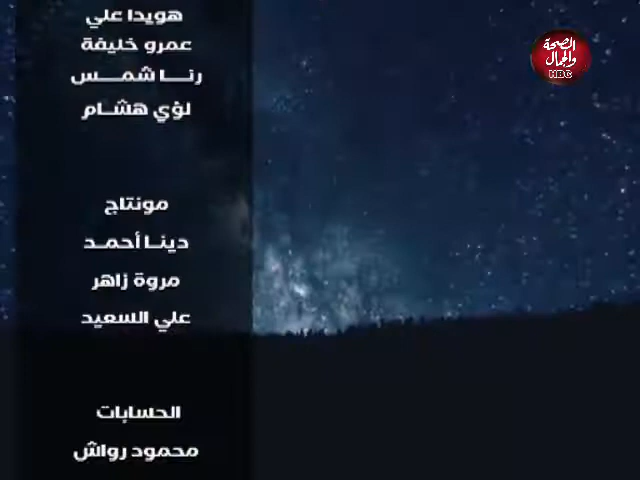 هويدا علي
عمرو خليفة
رنا شمس
لؤي هشام
مونتاج
دينا أحمد
مروة زاهر
علي السعيد
الحسابات
محمود رواش
الصحة
والجمال
HBC